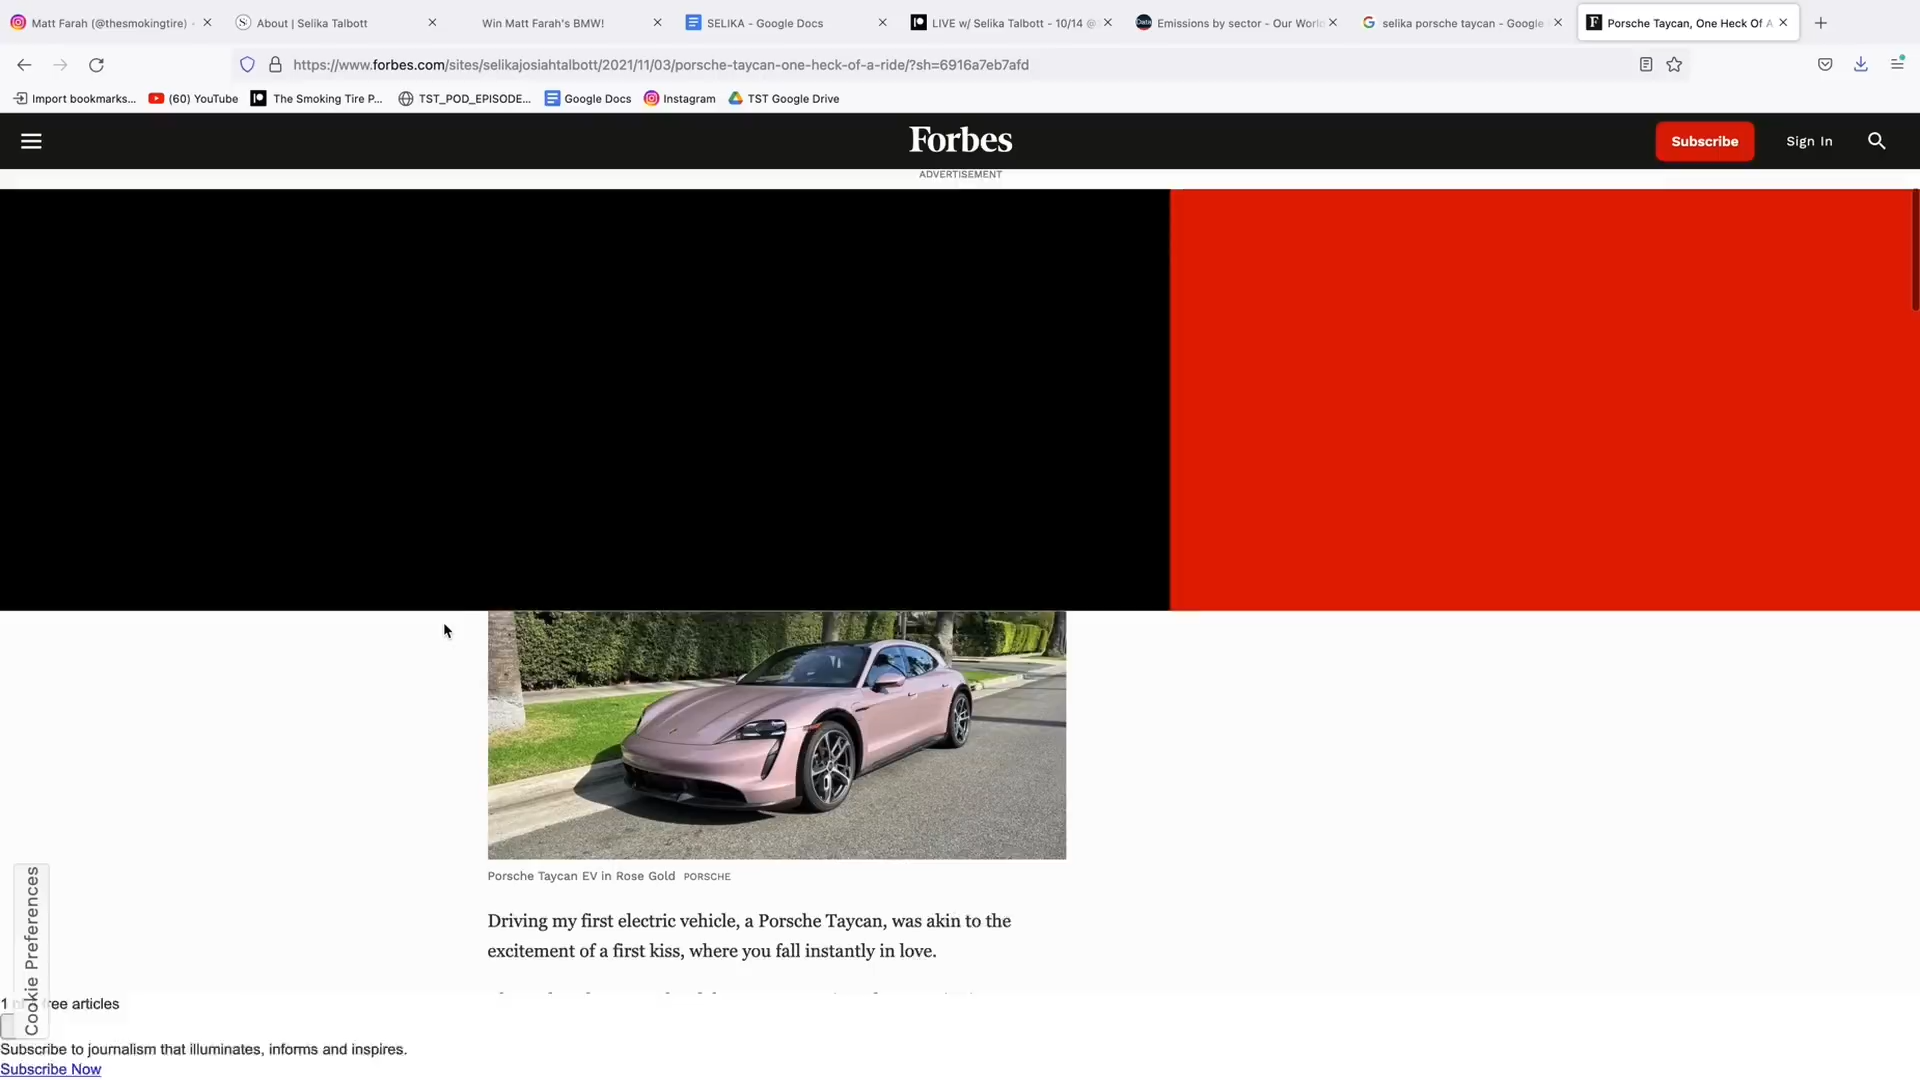 Matt Farah (@thesmokingtire) •
About | Selika Talbott
Win Matt Farah's BMW!
SELIKA - Google Docs
LIVE w/ Selika Talbott - 10/14 @
Emissions by sector - Our World
selika porsche taycan - Google
Porsche Taycan, One Heck Of A
https://www.forbes.com/sites/selikajosiahtalbott/2021/11/03/porsche-taycan-one-heck-of-a-ride/?sh=6916a7eb7afd
Import bookmarks...
(60) YouTube
The Smoking Tire P...
TST_POD_EPISODE...
Google Docs
Instagram
TST Google Drive
Forbes
Subscribe
Sign In
ADVERTISEMENT
Porsche Taycan EV in Rose Gold PORSCHE
Driving my first electric vehicle, a Porsche Taycan, was akin to the
excitement of a first kiss, where you fall instantly in love.
Cookie Preferences
1 free articles
Subscribe to journalism that illuminates, informs and inspires.
Subscribe Now